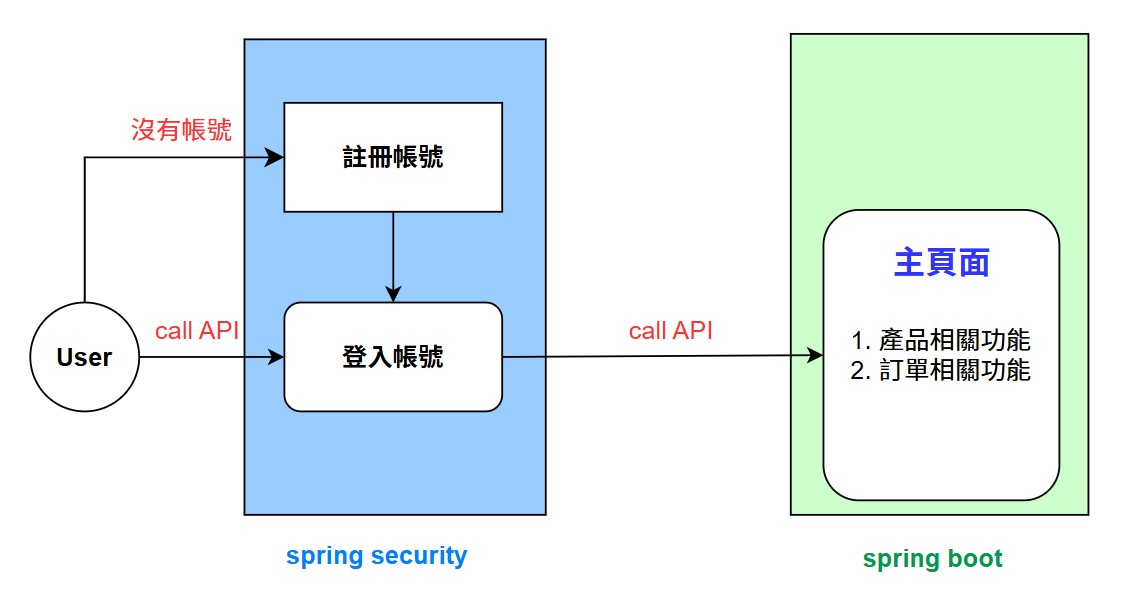 沒有帳號
註冊帳號
User
call API
登入帳號
call API
主頁面
1. 產品相關功能
2. 訂單相關功能
spring security
spring boot